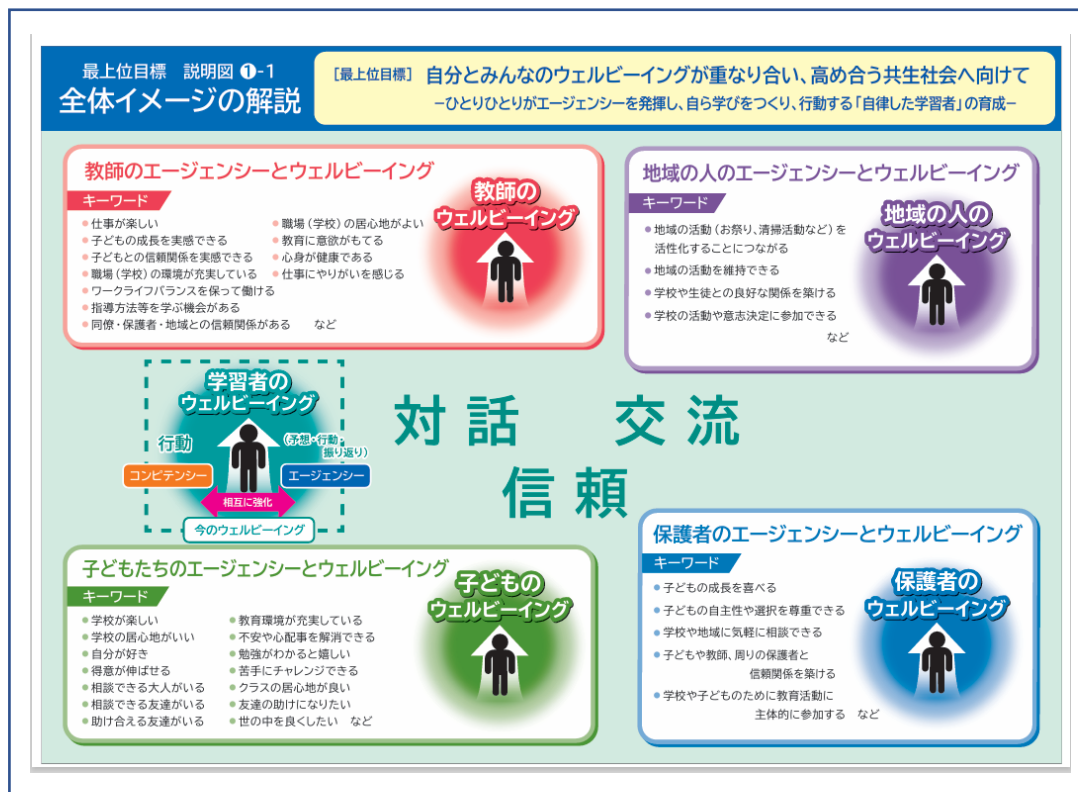 最上位目標　説明図 ❶-1
全体イメージの解説
［最上位目標］ 自分とみんなのウェルビーイングが重なり合い、高め合う共生社会へ向けて
－ひとりひとりがエージェンシーを発揮し、自ら学びをつくり、行動する「自律した学習者」の育成－
教師のエージェンシーとウェルビーイング
キーワード
●仕事が楽しい
●子どもの成長を実感できる
●子どもとの信頼関係を実感できる
●職場（学校）の環境が充実している
●ワークライフバランスを保って働ける
●指導方法等を学ぶ機会がある
●同僚・保護者・地域との信頼関係がある　など
●職場（学校）の居心地がよい
●教育に意欲がもてる
●心身が健康である
●仕事にやりがいを感じる
教師の
ウェルビーイング
地域の人のエージェンシーとウェルビーイング
キーワード
●地域の活動（お祭り、清掃活動など）を
活性化することにつながる
●地域の活動を維持できる
●学校や生徒との良好な関係を築ける
●学校の活動や意志決定に参加できる
など
地域の人の
ウェルビーイング
学習者の
ウェルビーイング
行動
（予想・行動・
振り返り）
コンピテンシー
エージェンシー
相互に強化
今のウェルビーイング
対話　交流
信頼
子どもたちのエージェンシーとウェルビーイング
キーワード
●学校が楽しい
●学校の居心地がいい
●自分が好き
●得意が伸ばせる
●相談できる大人がいる
●相談できる友達がいる
●助け合える友達がいる
●教育環境が充実している
●不安や心配事を解消できる
●勉強がわかると嬉しい
●苦手にチャレンジできる
●クラスの居心地が良い
●友達の助けになりたい
●世の中を良くしたい　など
子どもの
ウェルビーイング
保護者のエージェンシーとウェルビーイング
キーワード
●子どもの成長を喜べる
●子どもの自主性や選択を尊重できる
●学校や地域に気軽に相談できる
●子どもや教師、周りの保護者と
信頼関係を築ける
●学校や子どものために教育活動に
主体的に参加する　など
保護者の
ウェルビーイング